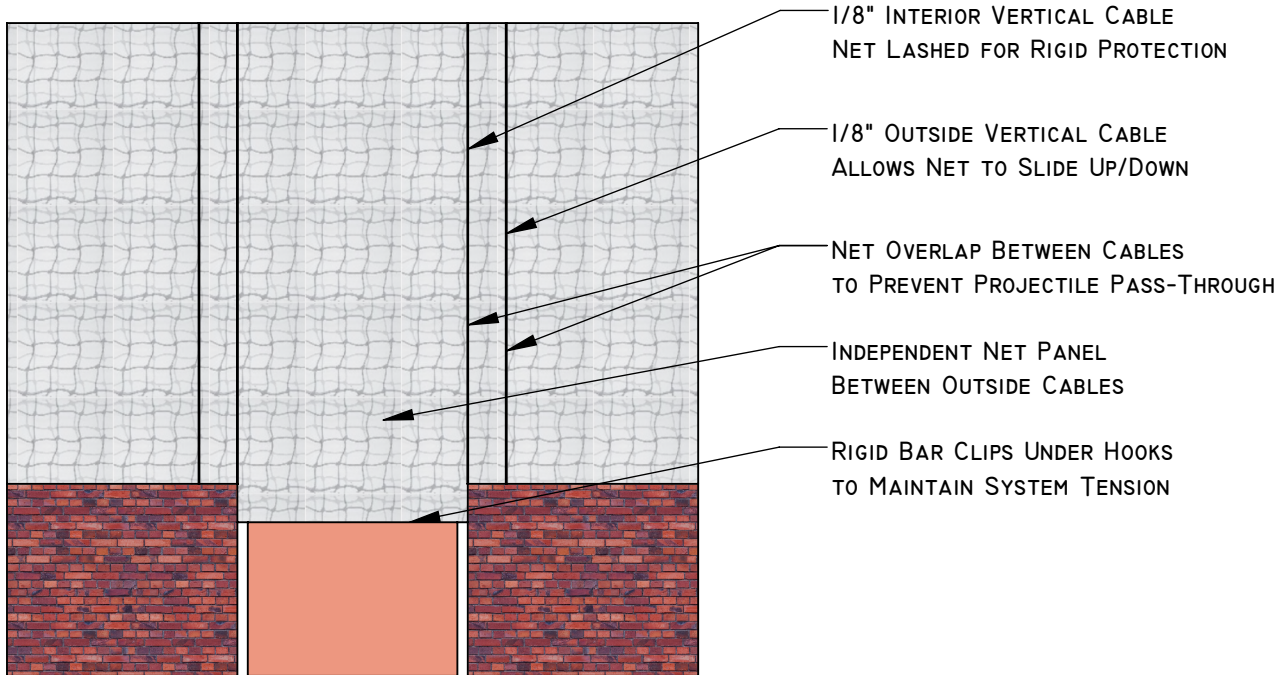 1/8" Interior Vertical Cable
Net Lashed for Rigid Protection
1/8" Outside Vertical Cable
Allows Net to Slide Up/Down
Net Overlap Between Cables
to Prevent Projectile Pass-Through
Independent Net Panel
Between Outside Cables
Rigid Bar Clips Under Hooks
to Maintain System Tension